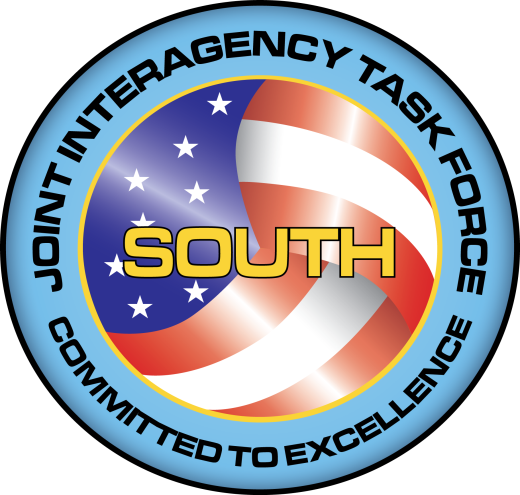 JOINT INTERAGENCY TASK FORCE
SOUTH
COMMITTED TO EXCELLENCE